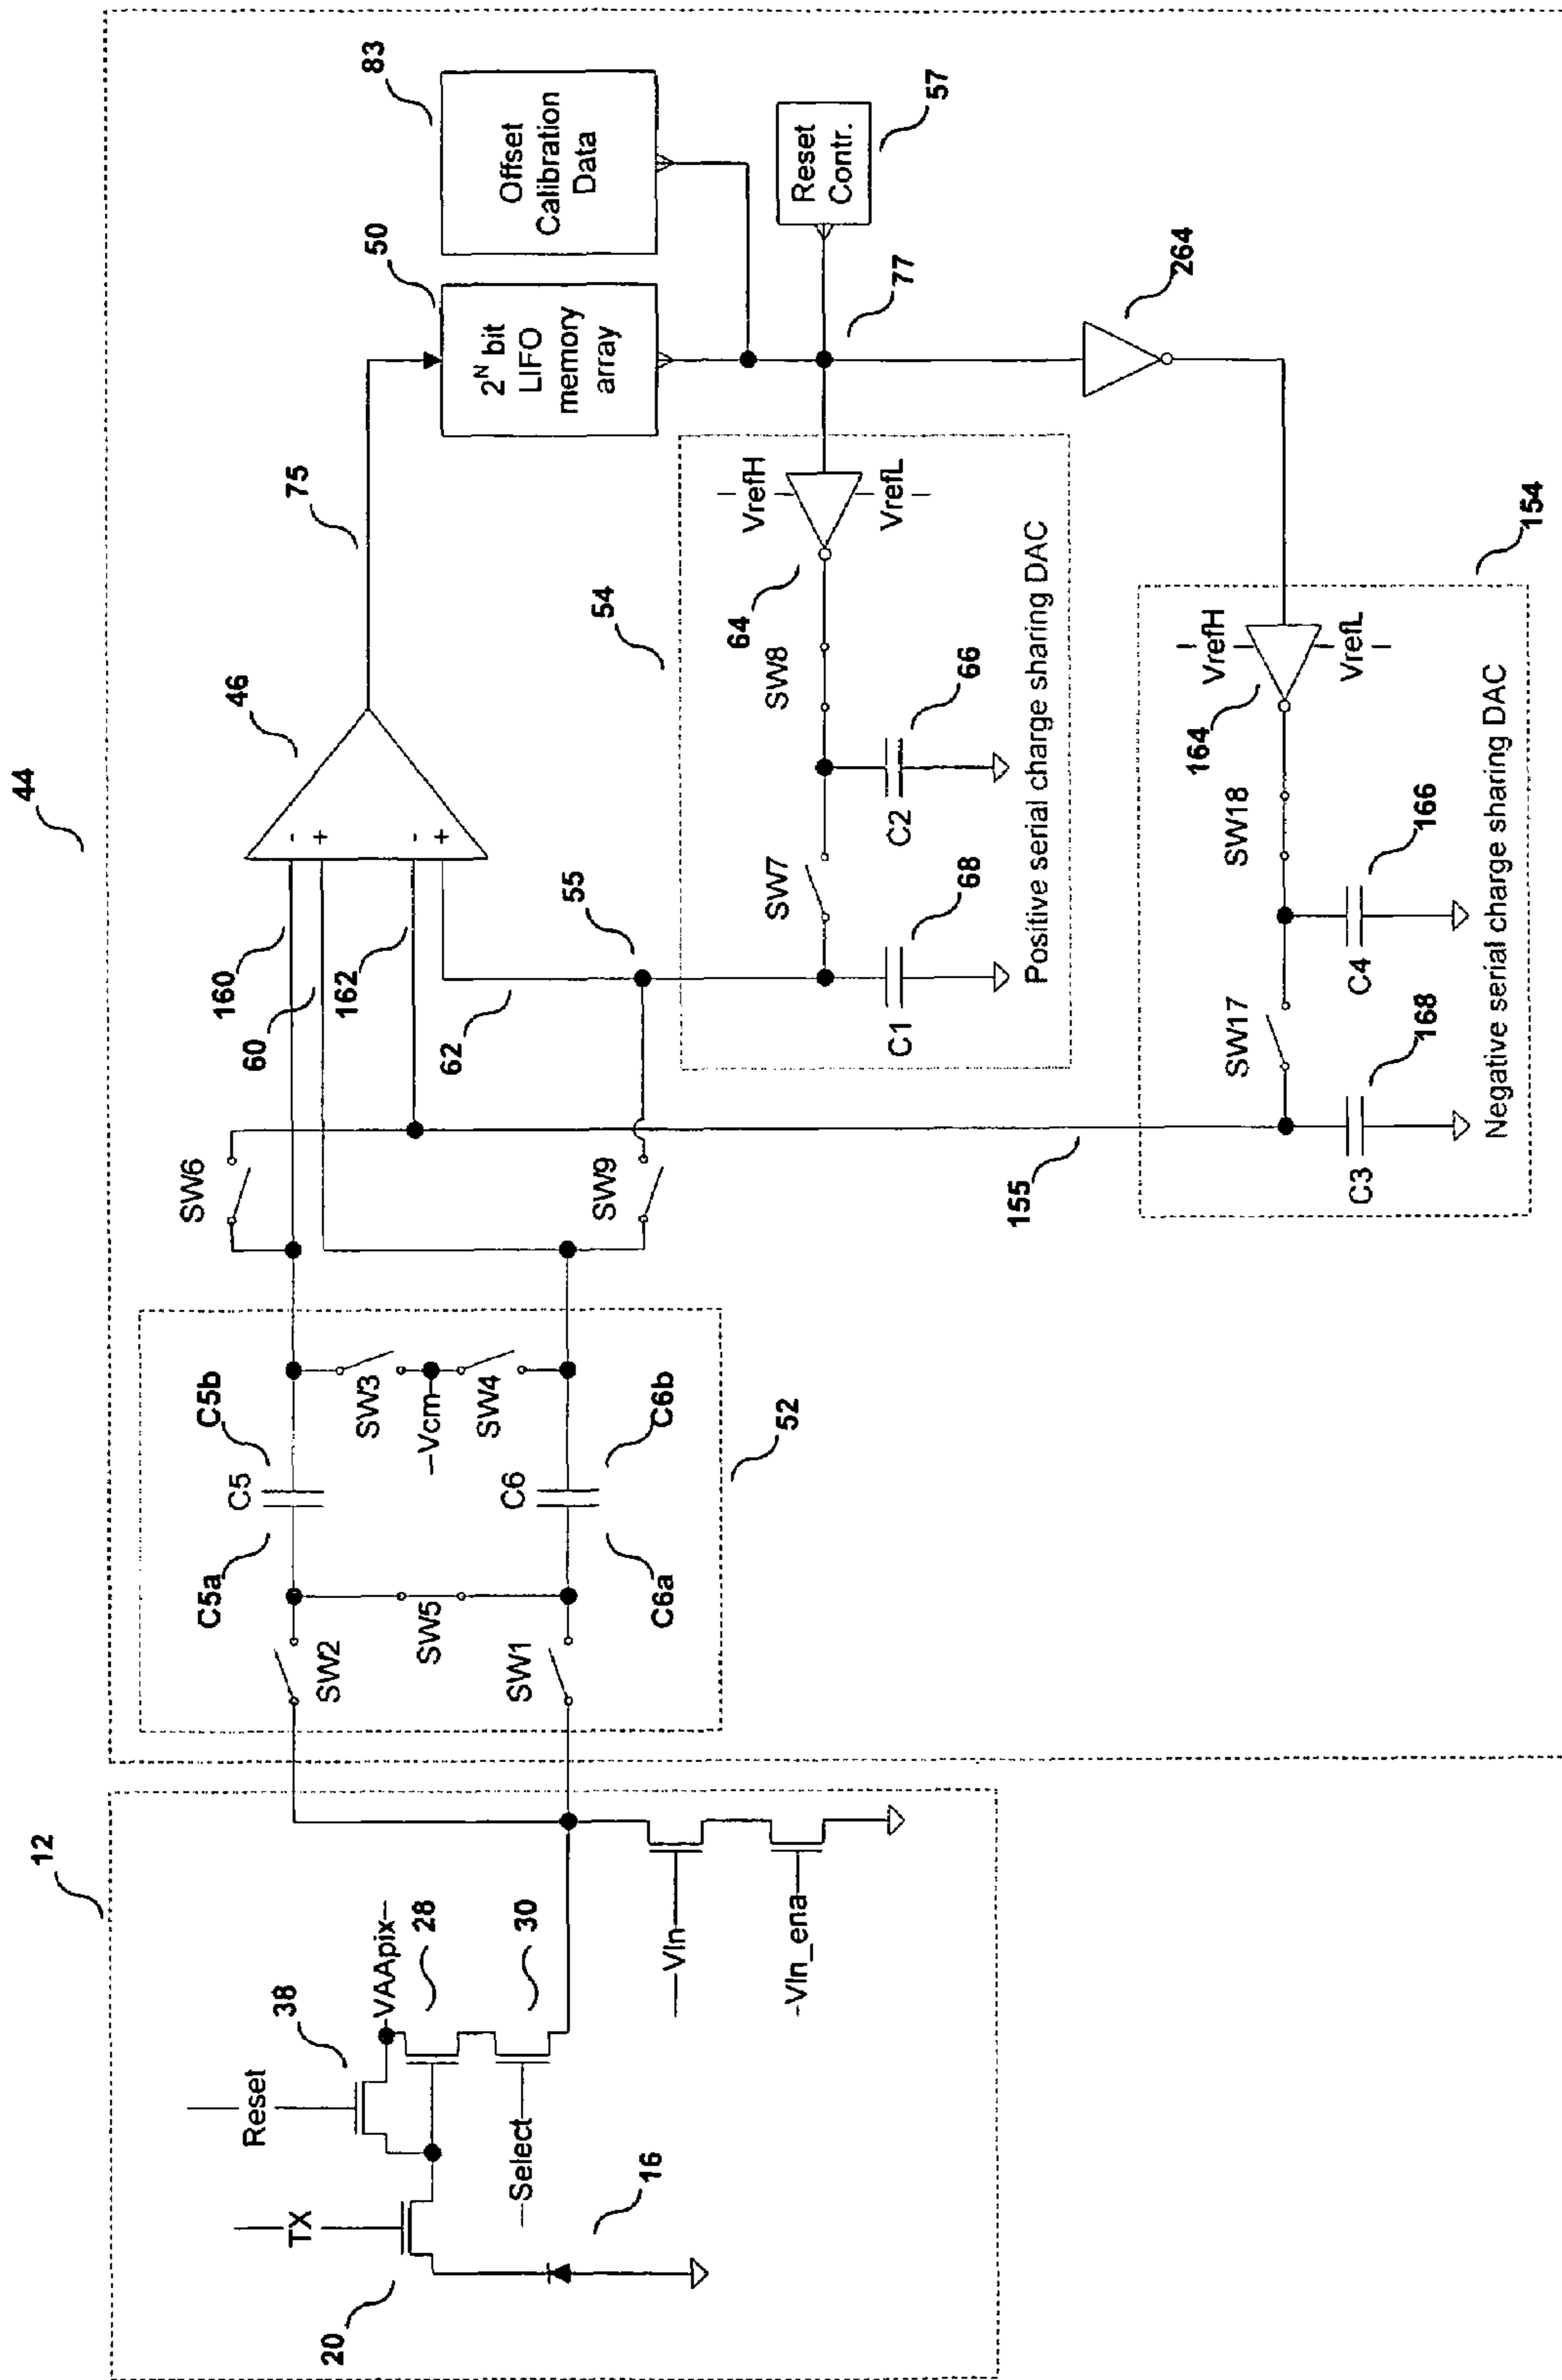 12
Reset
38
VAApix
28
30
TX
20
Select
16
Vln
Vln_ena
44
C5a
C5b
C5
SW2
SW5
SW3
Vcm
SW4
SW1
C6
C6a
C6b
52
SW6
SW9
160
60
162
62
55
155
46
-
+
-
+
75
50
2N bit
LIFO
memory
array
83
Offset
Calibration
Data
Reset
Contr.
57
77
54
VrefH
VrefL
64
SW8
66
SW7
C2
68
C1
Positive serial charge sharing DAC
264
154
VrefH
VrefL
164
SW18
166
SW17
C4
168
C3
Negative serial charge sharing DAC